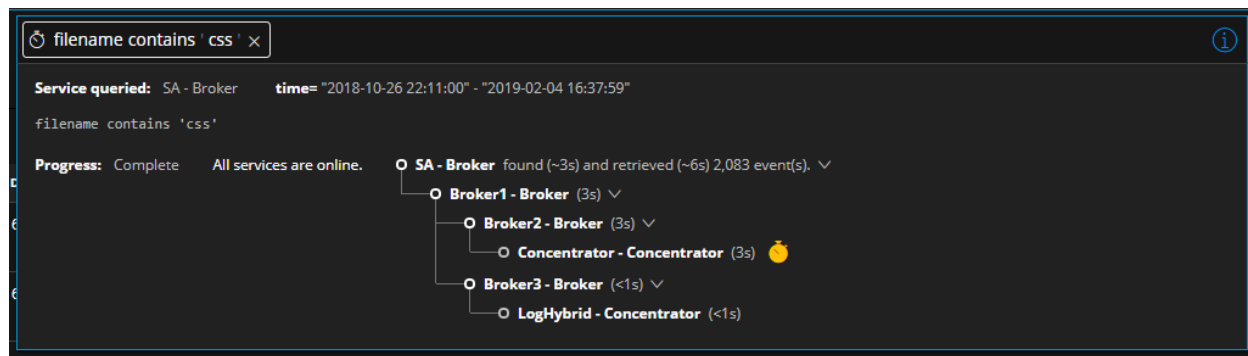 filename contains 'css' ×
Service queried: SA - Broker time= "2018-10-26 22:11:00" - "2019-02-04 16:37:59"
filename contains 'css'
Progress: Complete All services are online. SA - Broker found (~3s) and retrieved (~6s) 2,083 event(s).
Broker1 - Broker (3s)
Broker2 - Broker (3s)
Concentrator - Concentrator (3s)
Broker3 - Broker (<1s)
LogHybrid - Concentrator (<1s)